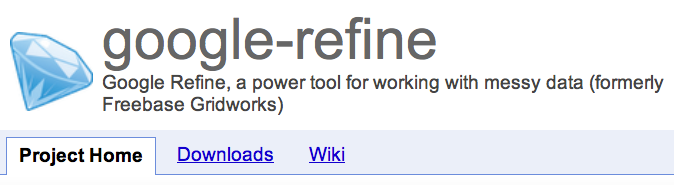 google-refine
Google Refine, a power tool for working with messy data (formerly
Freebase Gridworks)
Project Home Downloads Wiki